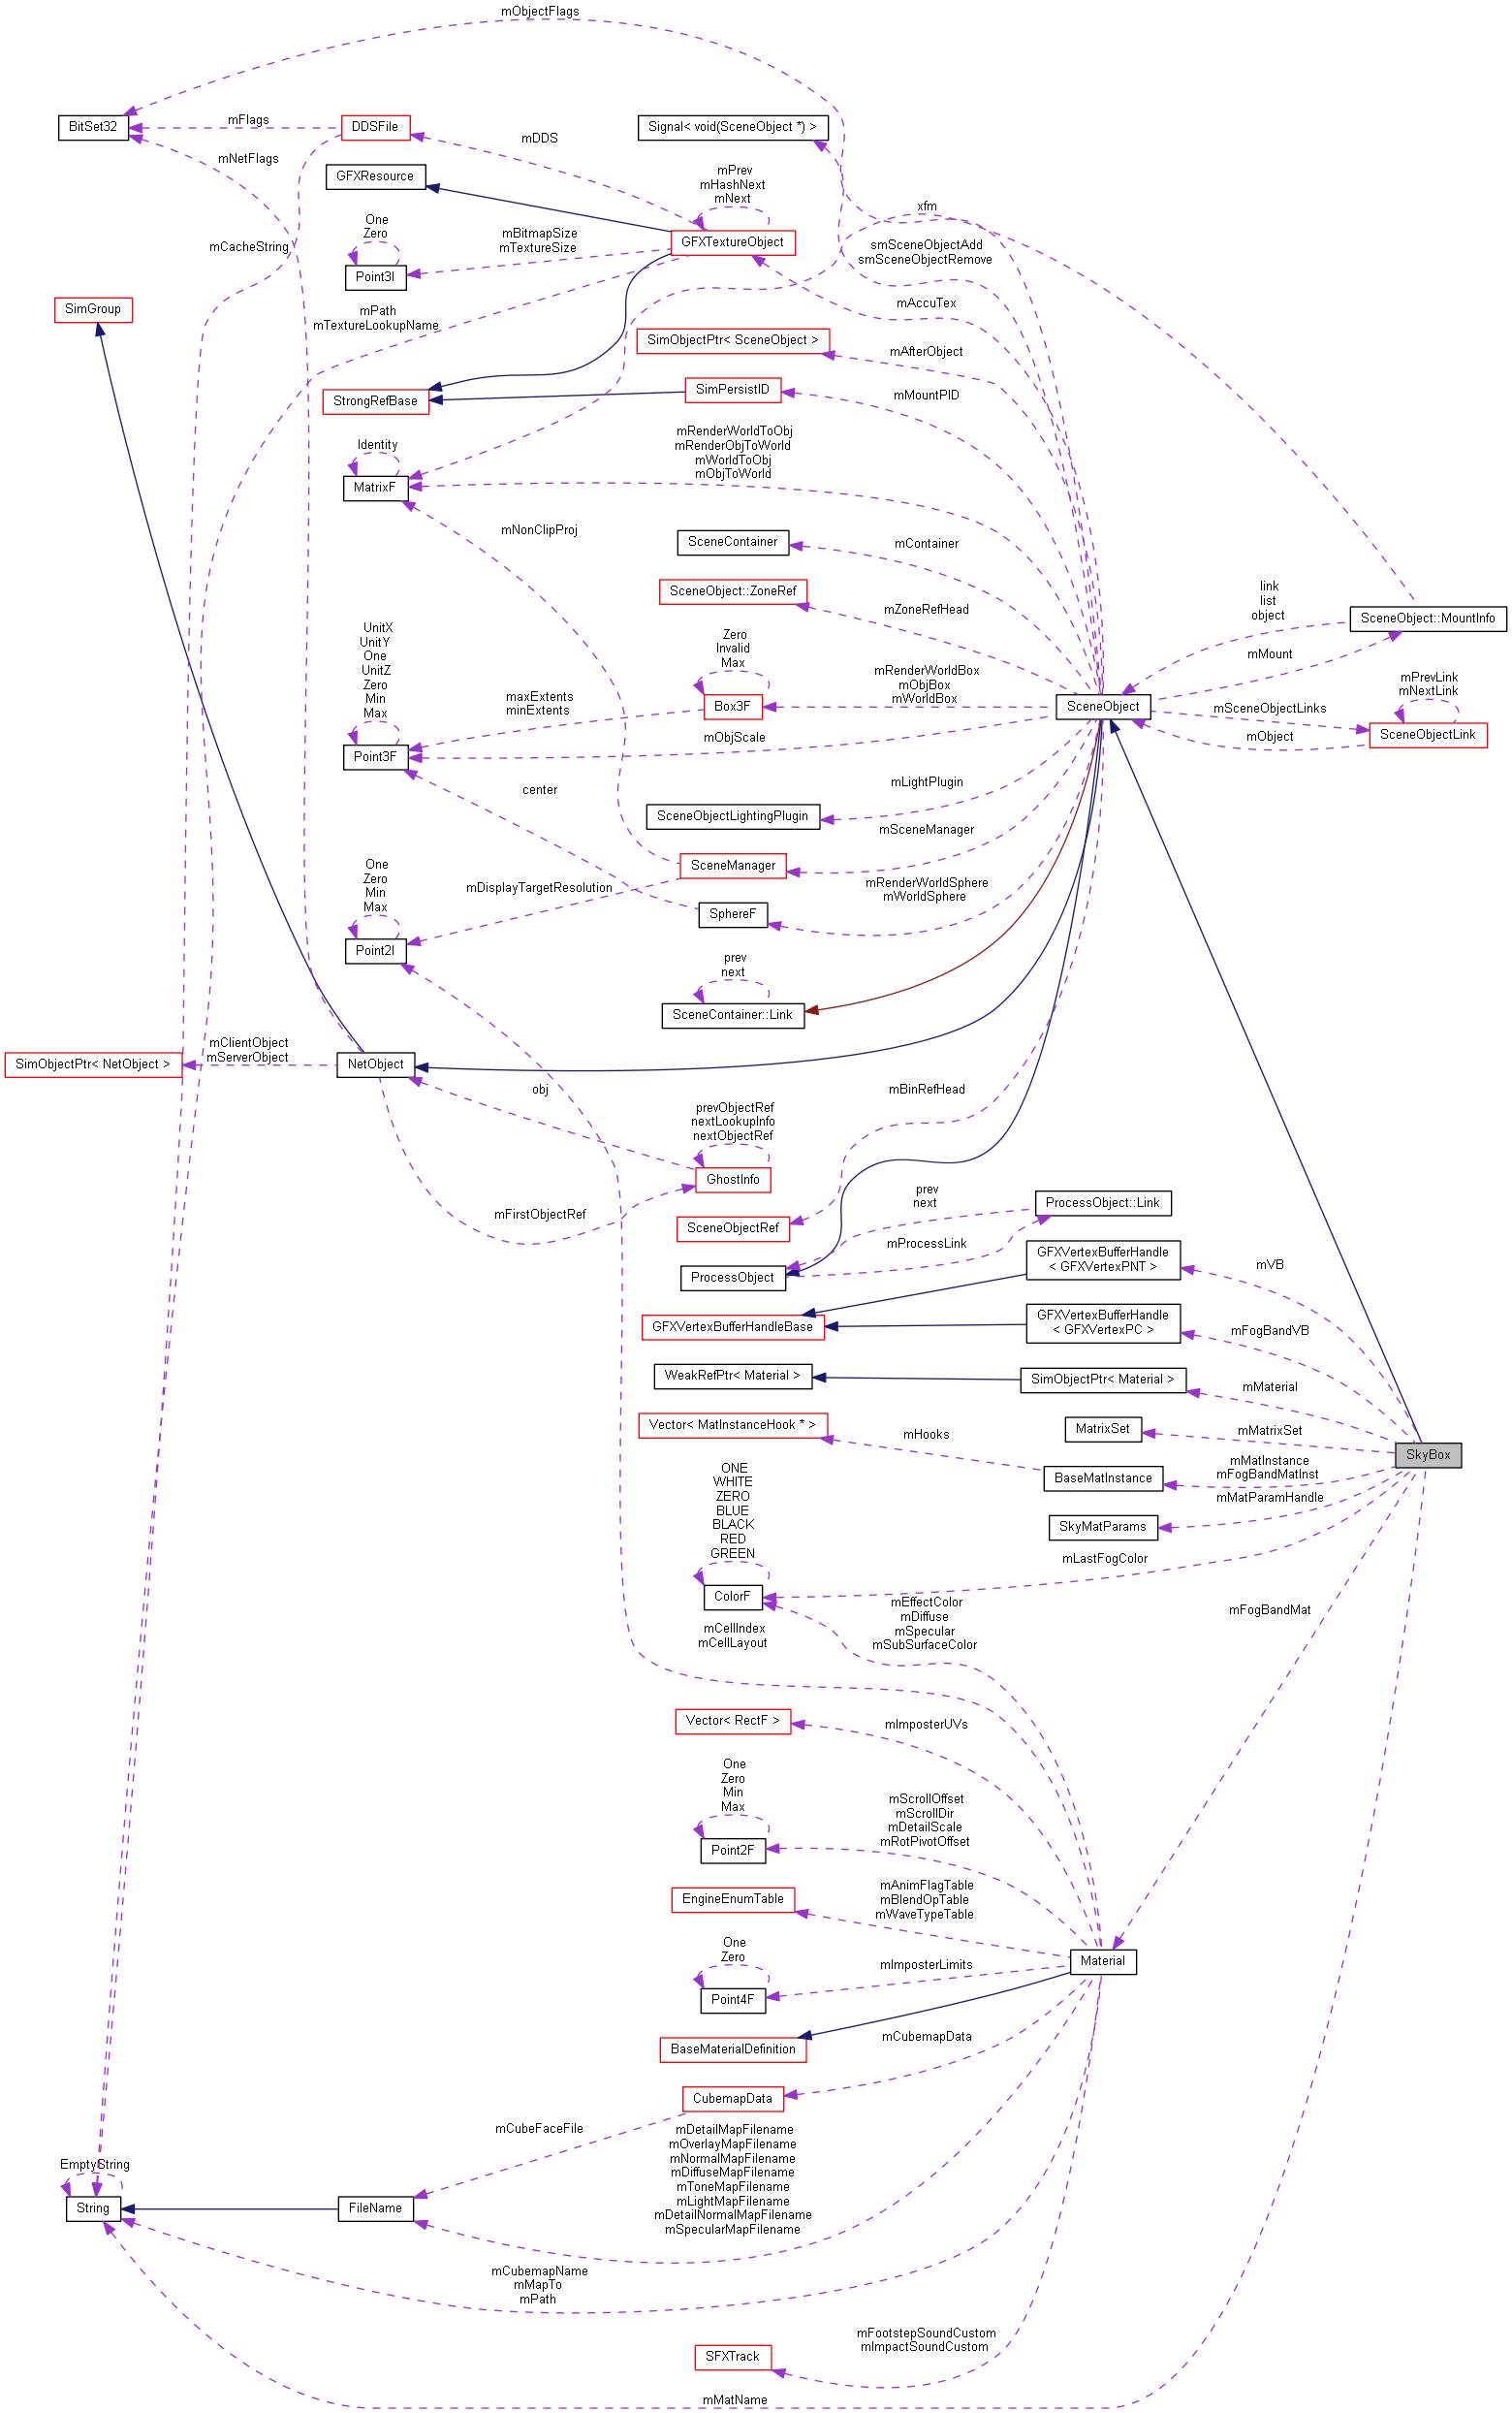 mObjectFlags
BitSet32
mFlags
DDSFile
Signal< void(SceneObject *) >
mDDS
mNetFlags
GFXResource
mPrev
mHashNext
mNext
xfm
One
Zero
mBitmapSize
mTextureSize
GFXTextureObject
smSceneObjectAdd
smSceneObjectRemove
mCacheString
Point3I
SimGroup
mPath
mTextureLookupName
mAccuTex
SimObjectPtr< SceneObject >
mAfterObject
StrongRefBase
SimPersistID
mMountPID
Identity
mRenderWorldToObj
mRenderObjToWorld
mWorldToObj
mObjToWorld
MatrixF
mNonClipProj
SceneContainer
mContainer
SceneObject::ZoneRef
mZoneRefHead
link
list
object
SceneObject::MountInfo
mMount
UnitX
UnitY
One
UnitZ
Zero
Min
Max
Zero
Invalid
Max
mRenderWorldBox
mObjBox
mWorldBox
maxExtents
minExtents
Box3F
SceneObject
mPrevLink
mNextLink
mSceneObjectLinks
mObject
SceneObjectLink
mObjScale
Point3F
center
mLightPlugin
SceneObjectLightingPlugin
mSceneManager
SceneManager
One
Zero
Min
Max
mDisplayTargetResolution
mRenderWorldSphere
mWorldSphere
SphereF
Point2I
prev
next
SceneContainer::Link
SimObjectPtr< NetObject >
mClientObject
mServerObject
NetObject
obj
mBinRefHead
prevObjectRef
nextLookupInfo
nextObjectRef
GhostInfo
mFirstObjectRef
SceneObjectRef
prev
next
ProcessObject::Link
mProcessLink
ProcessObject
GFXVertexBufferHandle
< GFXVertexPNT >
mVB
GFXVertexBufferHandleBase
GFXVertexBufferHandle
< GFXVertexPC >
mFogBandVB
WeakRefPtr< Material >
SimObjectPtr< Material >
mMaterial
Vector< MatInstanceHook * >
mHooks
MatrixSet
mMatrixSet
SkyBox
BaseMatInstance
mMatInstance
mFogBandMatInst
mMatParamHandle
SkyMatParams
ONE
WHITE
ZERO
BLUE
BLACK
RED
GREEN
mLastFogColor
ColorF
mEffectColor
mDiffuse
mSpecular
mSubSurfaceColor
mFogBandMat
mCellIndex
mCellLayout
Vector< RectF >
mImposterUVs
One
Zero
Min
Max
mScrollOffset
mScrollDir
mDetailScale
mRotPivotOffset
Point2F
EngineEnumTable
mAnimFlagTable
mBlendOpTable
mWaveTypeTable
One
Zero
mImposterLimits
Material
Point4F
BaseMaterialDefinition
mCubemapData
CubemapData
mCubeFaceFile
mDetailMapFilename
mOverlayMapFilename
mNormalMapFilename
mDiffuseMapFilename
mToneMapFilename
mLightMapFilename
mDetailNormalMapFilename
mSpecularMapFilename
EmptyString
String
FileName
mCubemapName
mMapTo
mPath
SFXTrack
mFootstepSoundCustom
mImpactSoundCustom
mMatName